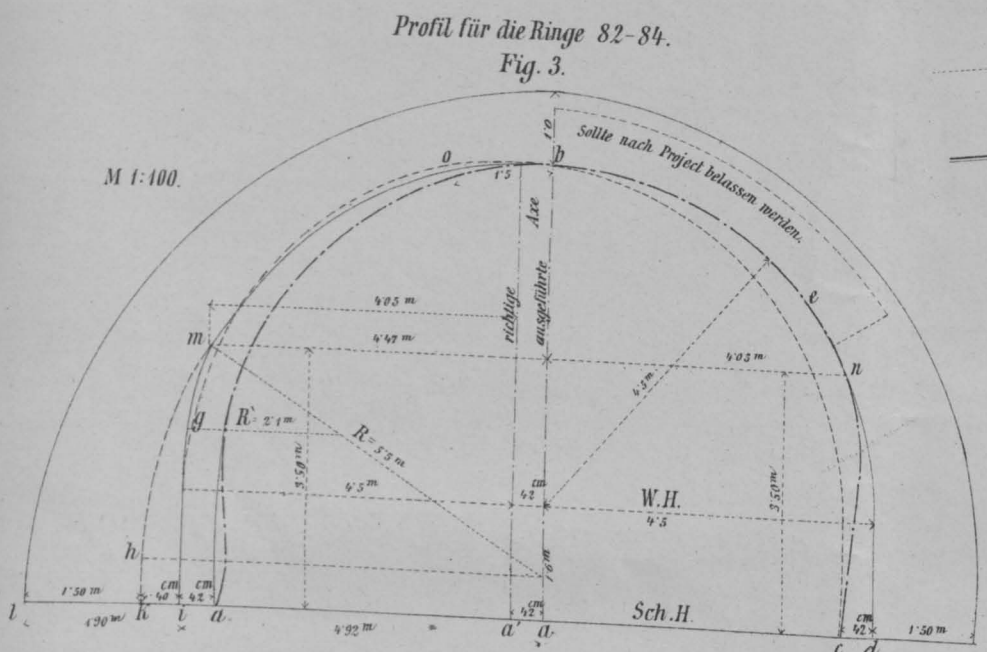 Profil für die Ringe 82-84.
Fig. 3.
M 1:100.
1·0
Sollte nach Project belassen werden.
o
b
1·5
Axe
richtige
ausgeführte
e
4·03 m
m
4·47 m
4·03 m
n
4·5 m
g
R' = 2·1 m
R = 5·5 m
3·50 m
3·50 m
4·5 m
cm
42
W.H.
4·5
h
1·6 m
l
1·50 m
k
cm
40
i
cm
42
a
1·90 m
4·92 m
a'
cm
42
a
Sch.H.
c
cm
42
d
1·50 m